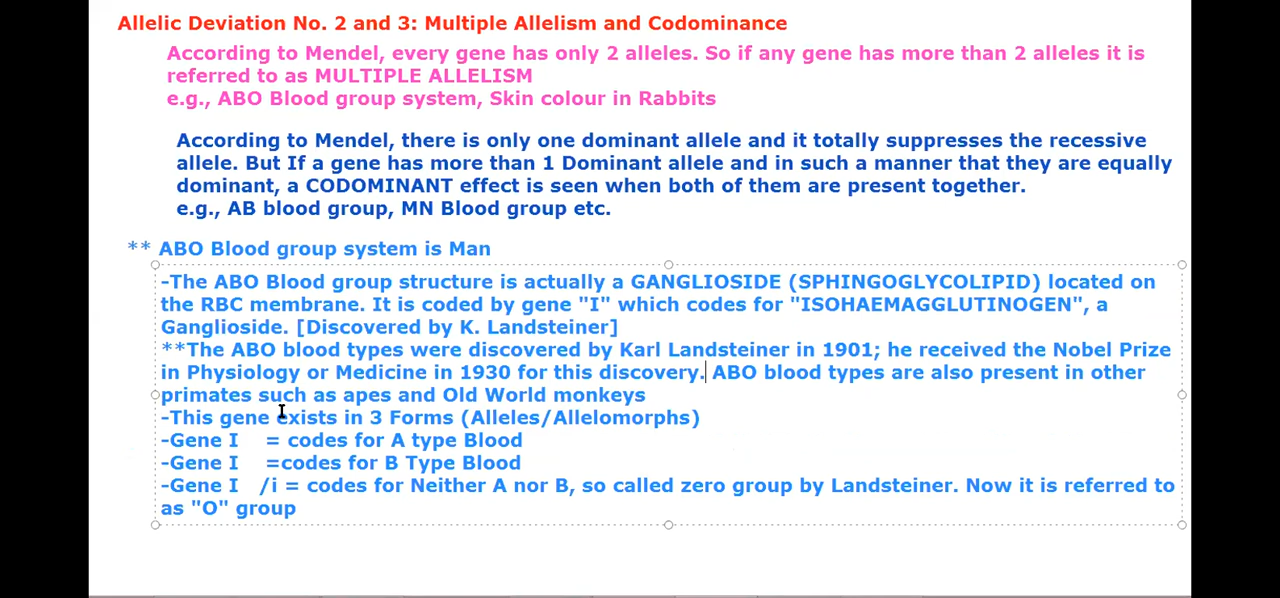 Allelic Deviation No. 2 and 3: Multiple Allelism and Codominance
According to Mendel, every gene has only 2 alleles. So if any gene has more than 2 alleles it is
referred to as MULTIPLE ALLELISM
e.g., ABO Blood group system, Skin colour in Rabbits
According to Mendel, there is only one dominant allele and it totally suppresses the recessive
allele. But If a gene has more than 1 Dominant allele and in such a manner that they are equally
dominant, a CODOMINANT effect is seen when both of them are present together.
e.g., AB blood group, MN Blood group etc.
** ABO Blood group system is Man
-The ABO Blood group structure is actually a GANGLIOSIDE (SPHINGOGLYCOLIPID) located on
the RBC membrane. It is coded by gene "I" which codes for "ISOHAEMAGGLUTINOGEN", a
Ganglioside. [Discovered by K. Landsteiner]
**The ABO blood types were discovered by Karl Landsteiner in 1901; he received the Nobel Prize
in Physiology or Medicine in 1930 for this discovery. ABO blood types are also present in other
primates such as apes and Old World monkeys
-This gene exists in 3 Forms (Alleles/Allelomorphs)
-Gene I = codes for A type Blood
-Gene I =codes for B Type Blood
-Gene I /i = codes for Neither A nor B, so called zero group by Landsteiner. Now it is referred to
as "O" group